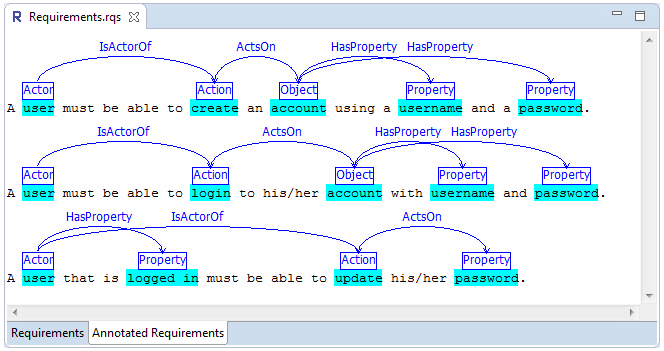 R Requirements.rqs
IsActorOf ActsOn HasProperty HasProperty
Actor Action Object Property Property
A user must be able to create an account using a username and a password.
IsActorOf ActsOn HasProperty HasProperty
Actor Action Object Property Property
A user must be able to login to his/her account with username and password.
HasProperty IsActorOf ActsOn
Actor Property Action Property
A user that is logged in must be able to update his/her password.
Requirements Annotated Requirements